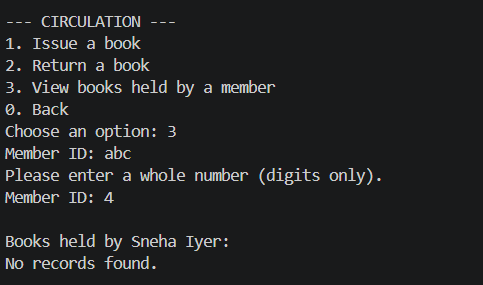 --- CIRCULATION ---
1. Issue a book
2. Return a book
3. View books held by a member
0. Back
Choose an option: 3
Member ID: abc
Please enter a whole number (digits only).
Member ID: 4
Books held by Sneha Iyer:
No records found.